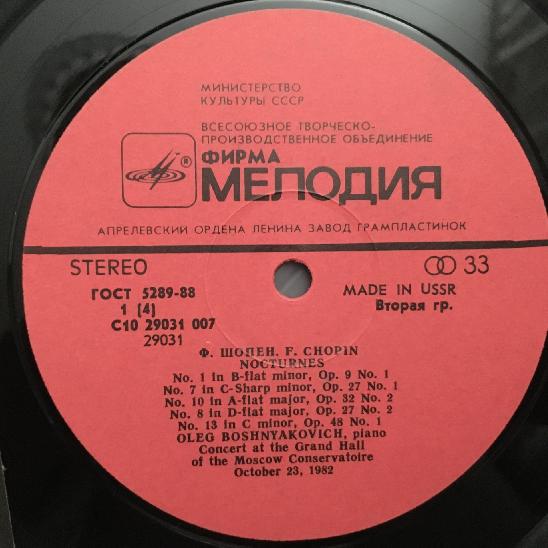 МИНИСТЕРСТВО
КУЛЬТУРЫ СССР
ВСЕСОЮЗНОЕ ТВОРЧЕСКО-
ПРОИЗВОДСТВЕННОЕ ОБЪЕДИНЕНИЕ
ФИРМА
®
МЕЛОДИЯ
АПРЕЛЕВСКИЙ ОРДЕНА ЛЕНИНА ЗАВОД ГРАМПЛАСТИНОК
STEREO
33
ГОСТ 5289-88
MADE IN USSR
1 (4)
Вторая гр.
С10 29031 007
29031
Ф. ШОПЕН. F. CHOPIN
NOCTURNES
No. 1 in B-flat minor, Op. 9 No. 1
No. 7 in C-Sharp minor, Op. 27 No. 1
No. 10 in A-flat major, Op. 32 No. 2
No. 8 in D-flat major, Op. 27 No. 2
No. 13 in C minor, Op. 48 No. 1
OLEG BOSHNYAKOVICH, piano
Concert at the Grand Hall
of the Moscow Conservatoire
October 23, 1982